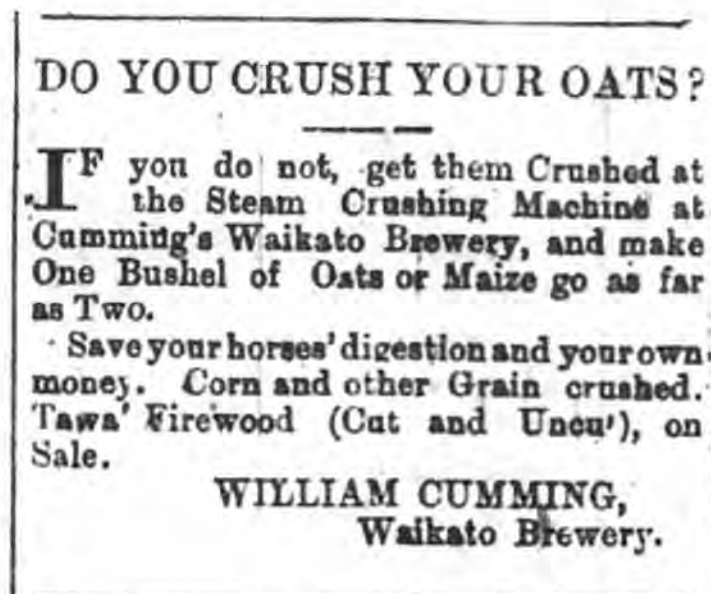 DO YOU CRUSH YOUR OATS?
IF you do not, get them Crushed at
the Steam Crushing Machine at
Cumming's Waikato Brewery, and make
One Bushel of Oats or Maize go as far
as Two.
Save your horses' digestion and your own
money. Corn and other Grain crushed.
Tawa' Firewood (Cut and Uncu'), on
Sale.
WILLIAM CUMMING,
Waikato Brewery.